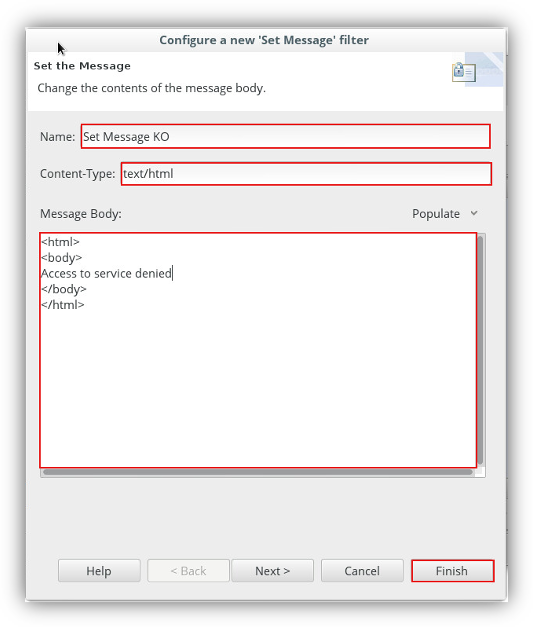 Configure a new 'Set Message' filter
Set the Message
Change the contents of the message body.
Name: Set Message KO
Content-Type: text/html
Message Body: Populate
<html>
<body>
Access to service denied
</body>
</html>
Help < Back Next > Cancel Finish